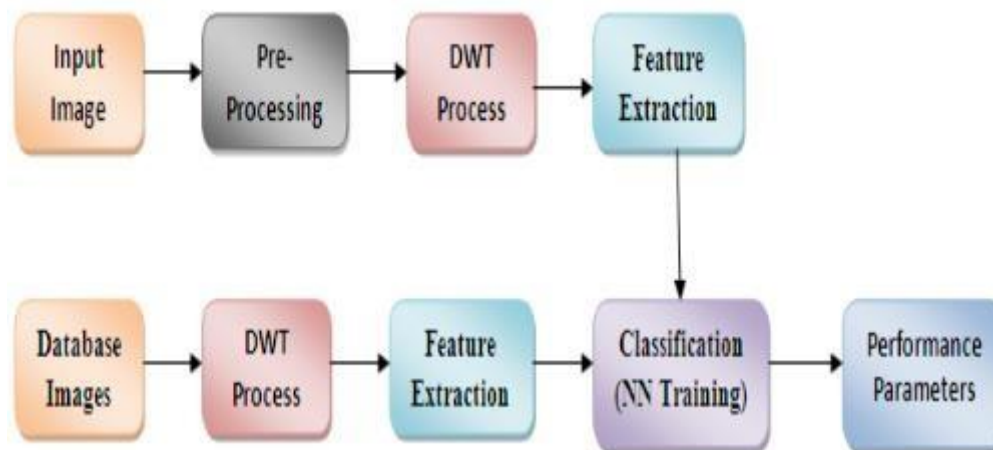 Input
Image
Pre-
Processing
DWT
Process
Feature
Extraction
Database
Images
DWT
Process
Feature
Extraction
Classification
(NN Training)
Performance
Parameters